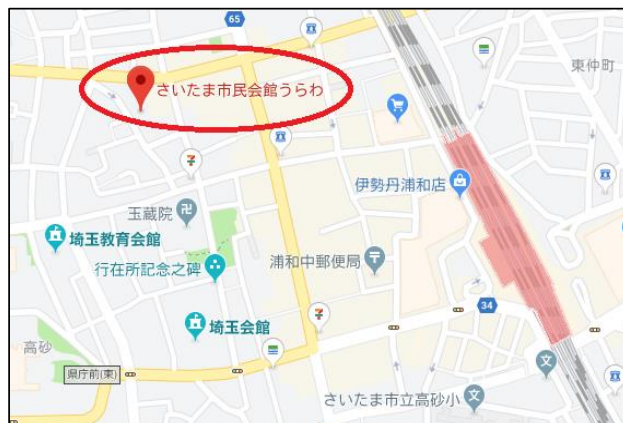 65
東仲町
さいたま市民会館うらわ
伊勢丹浦和店
玉蔵院
埼玉教育会館
浦和中郵便局
行在所記念之碑
34
埼玉会館
高砂
県庁前(東)
さいたま市立高砂小
文
文